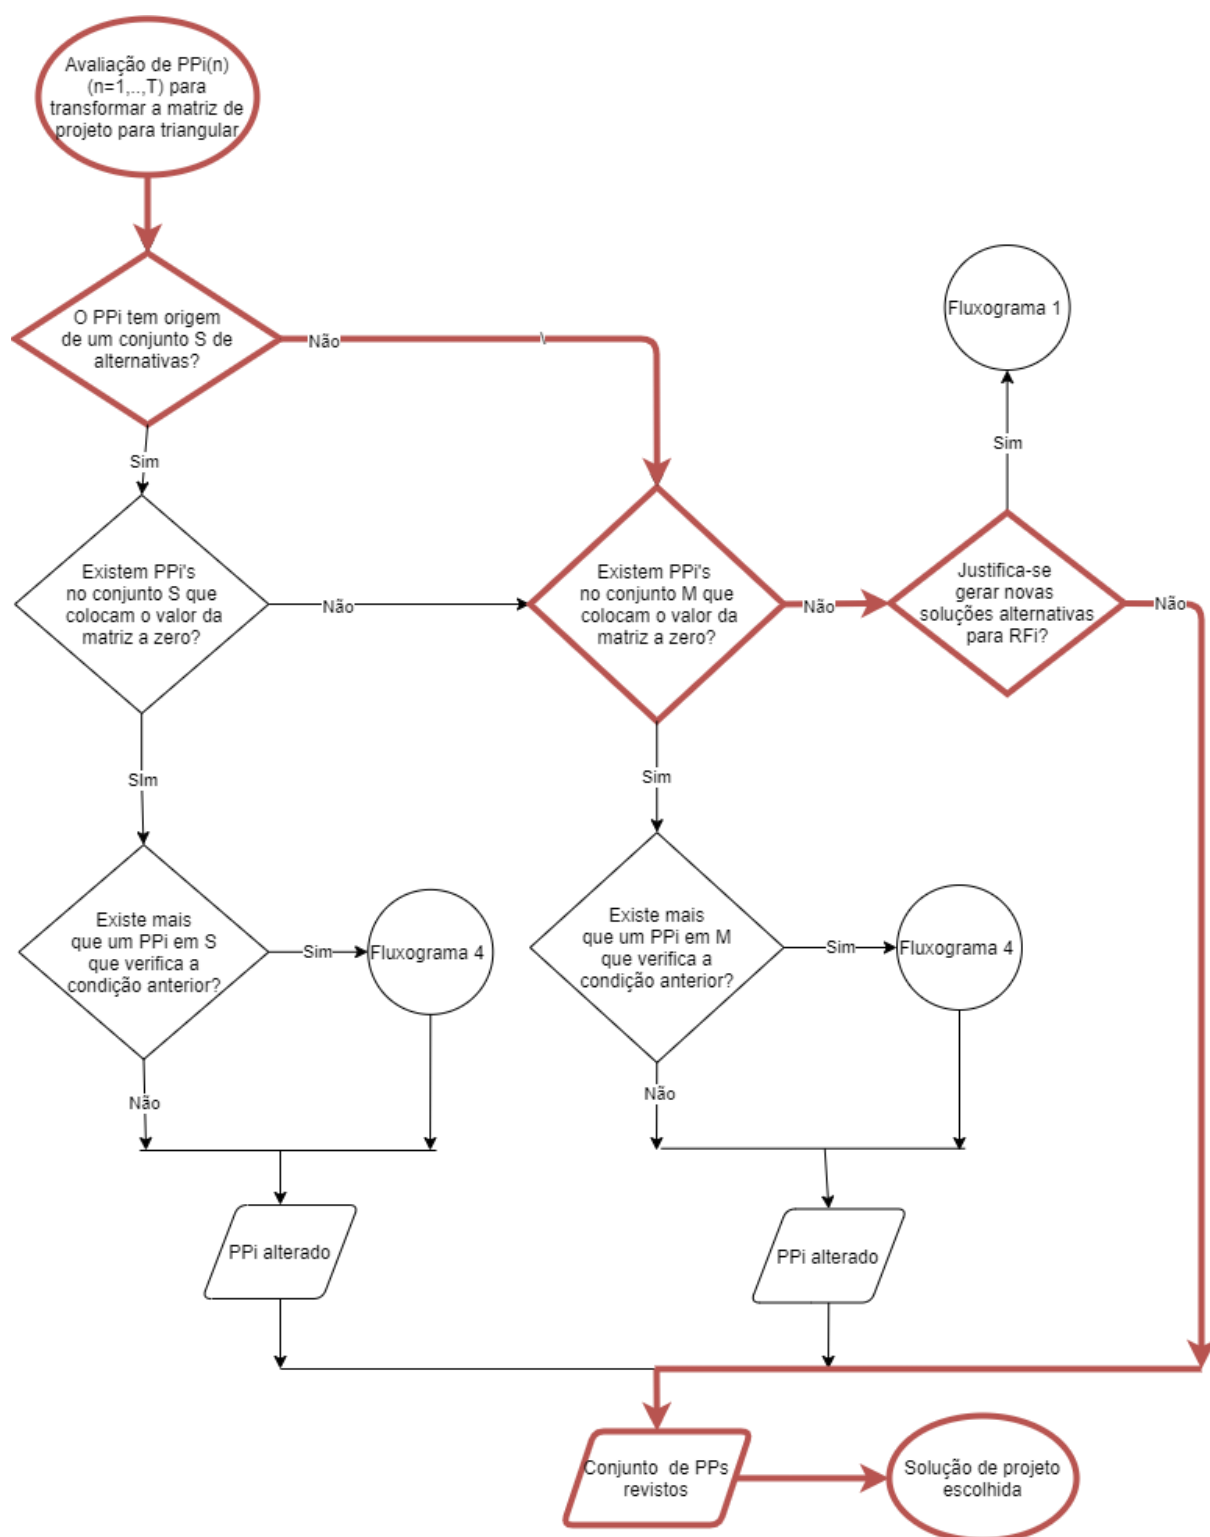 Avaliação de PPi(n)
(n=1,..,T) para
transformar a matriz de
projeto para triangular
O PPi tem origem
de um conjunto S de
alternativas?
Não
\
Fluxograma 1
Sim
Sim
Existem PPi's
no conjunto S que
colocam o valor da
matriz a zero?
Não
Existem PPi's
no conjunto M que
colocam o valor da
matriz a zero?
Não
Justifica-se
gerar novas
soluções alternativas
para RFi?
Não
SIm
Sim
Existe mais
que um PPi em S
que verifica a
condição anterior?
Sim
Fluxograma 4
Existe mais
que um PPi em M
que verifica a
condição anterior?
Sim
Fluxograma 4
Não
Não
PPi alterado
PPi alterado
Conjunto  de PPs
revistos
Solução de projeto
escolhida